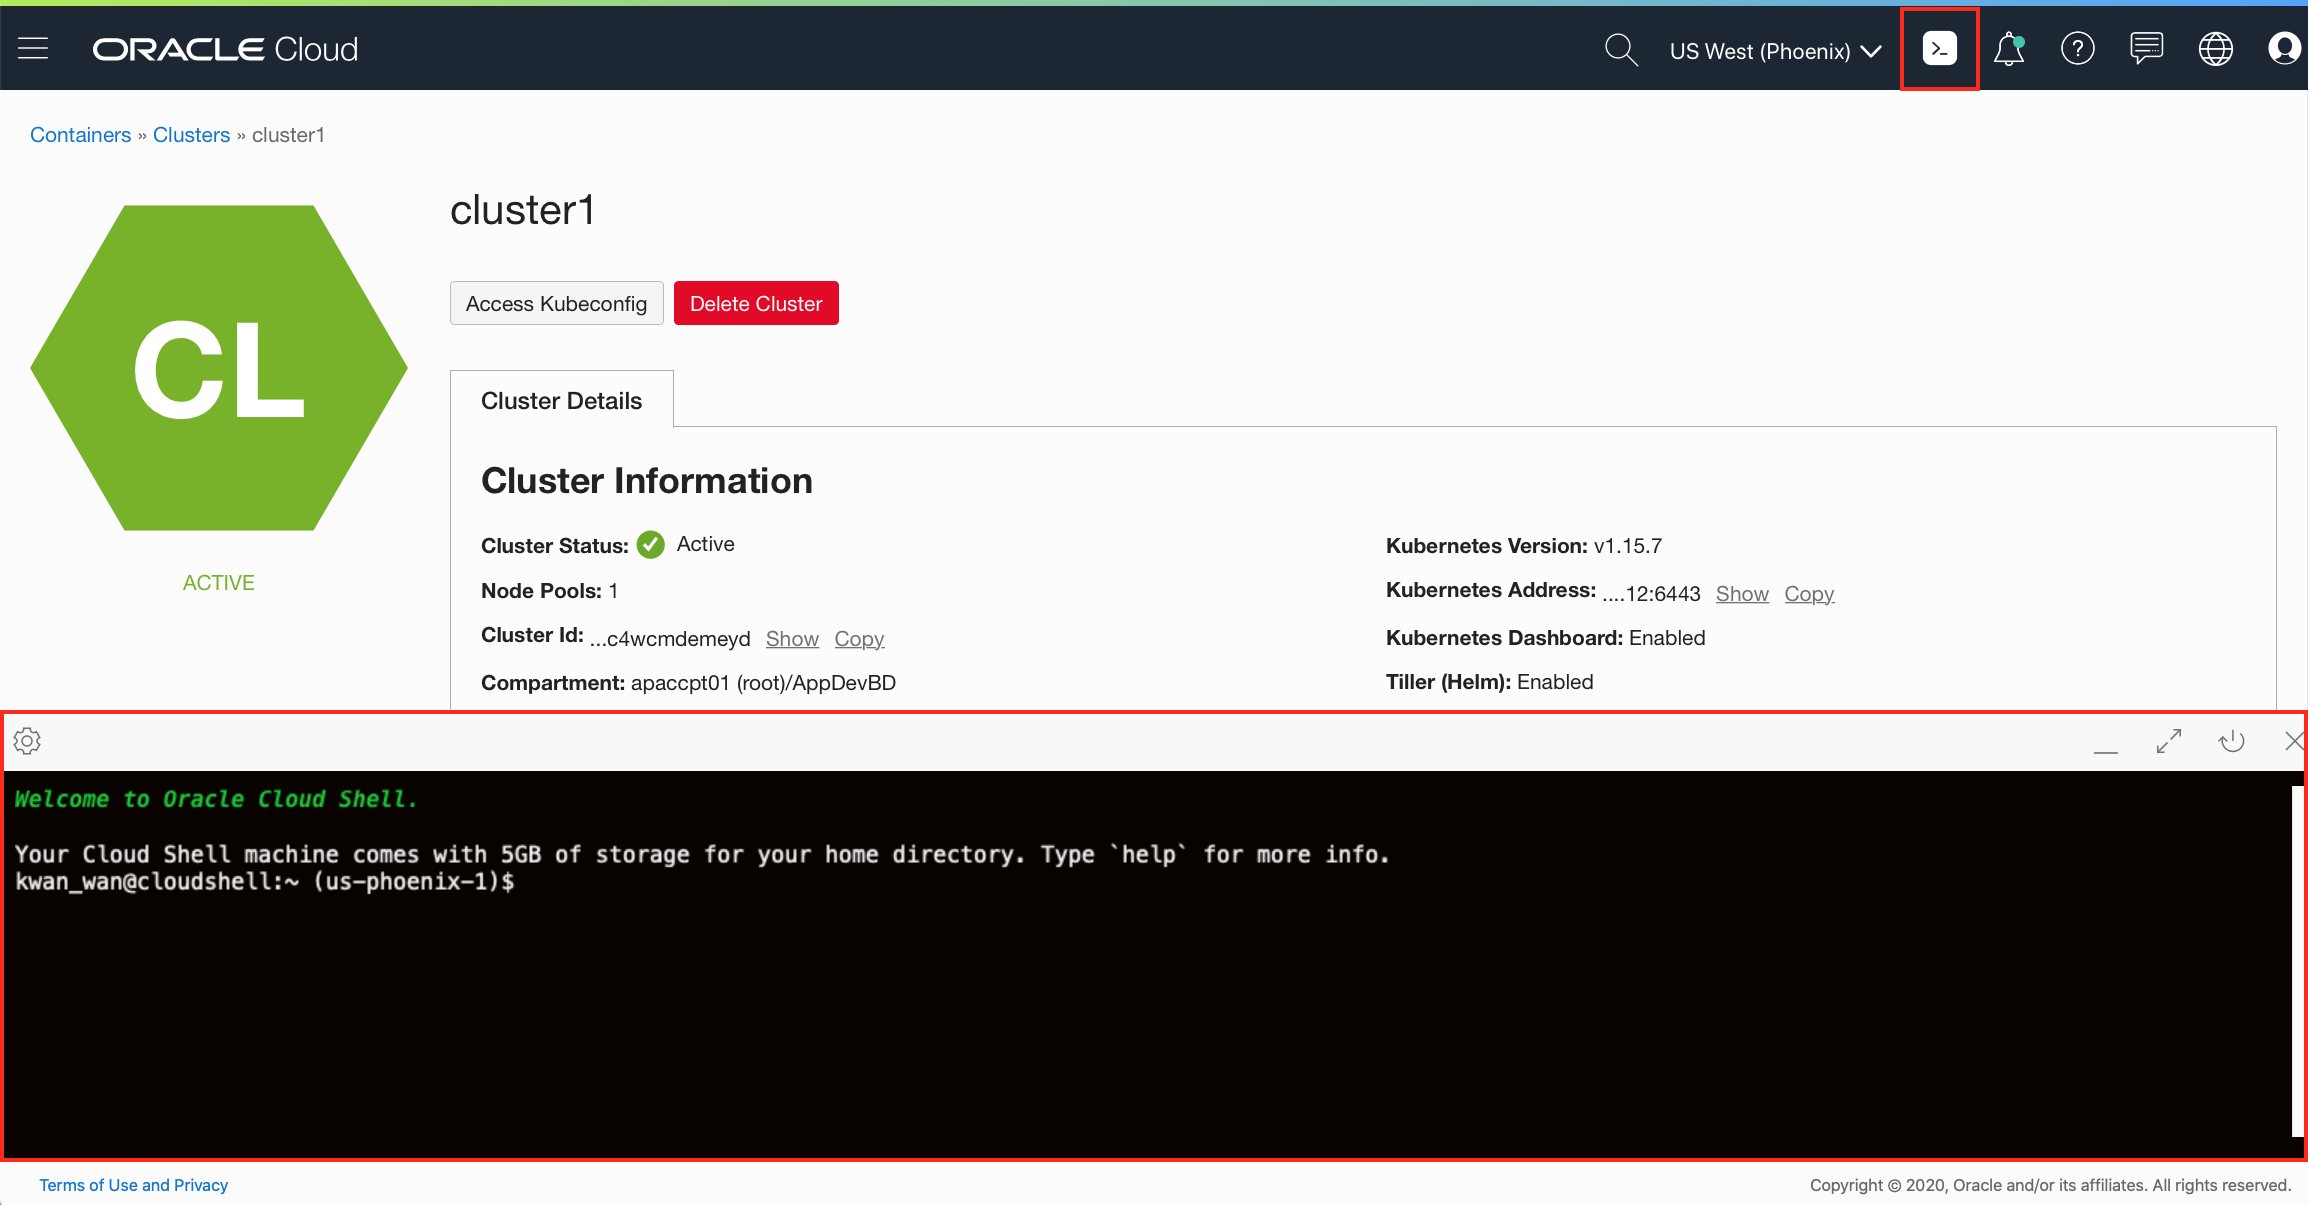 ORACLE Cloud
US West (Phoenix)
Containers » Clusters » cluster1
CL
ACTIVE
cluster1
Access Kubeconfig
Delete Cluster
Cluster Details
Cluster Information
Cluster Status: Active
Node Pools: 1
Cluster Id: ...c4wcmdemeyd Show Copy
Compartment: apaccpt01 (root)/AppDevBD
Kubernetes Version: v1.15.7
Kubernetes Address: ....12:6443 Show Copy
Kubernetes Dashboard: Enabled
Tiller (Helm): Enabled
Welcome to Oracle Cloud Shell.
Your Cloud Shell machine comes with 5GB of storage for your home directory. Type `help` for more info.
kwan_wan@cloudshell:~ (us-phoenix-1)$
Terms of Use and Privacy
Copyright © 2020, Oracle and/or its affiliates. All rights reserved.